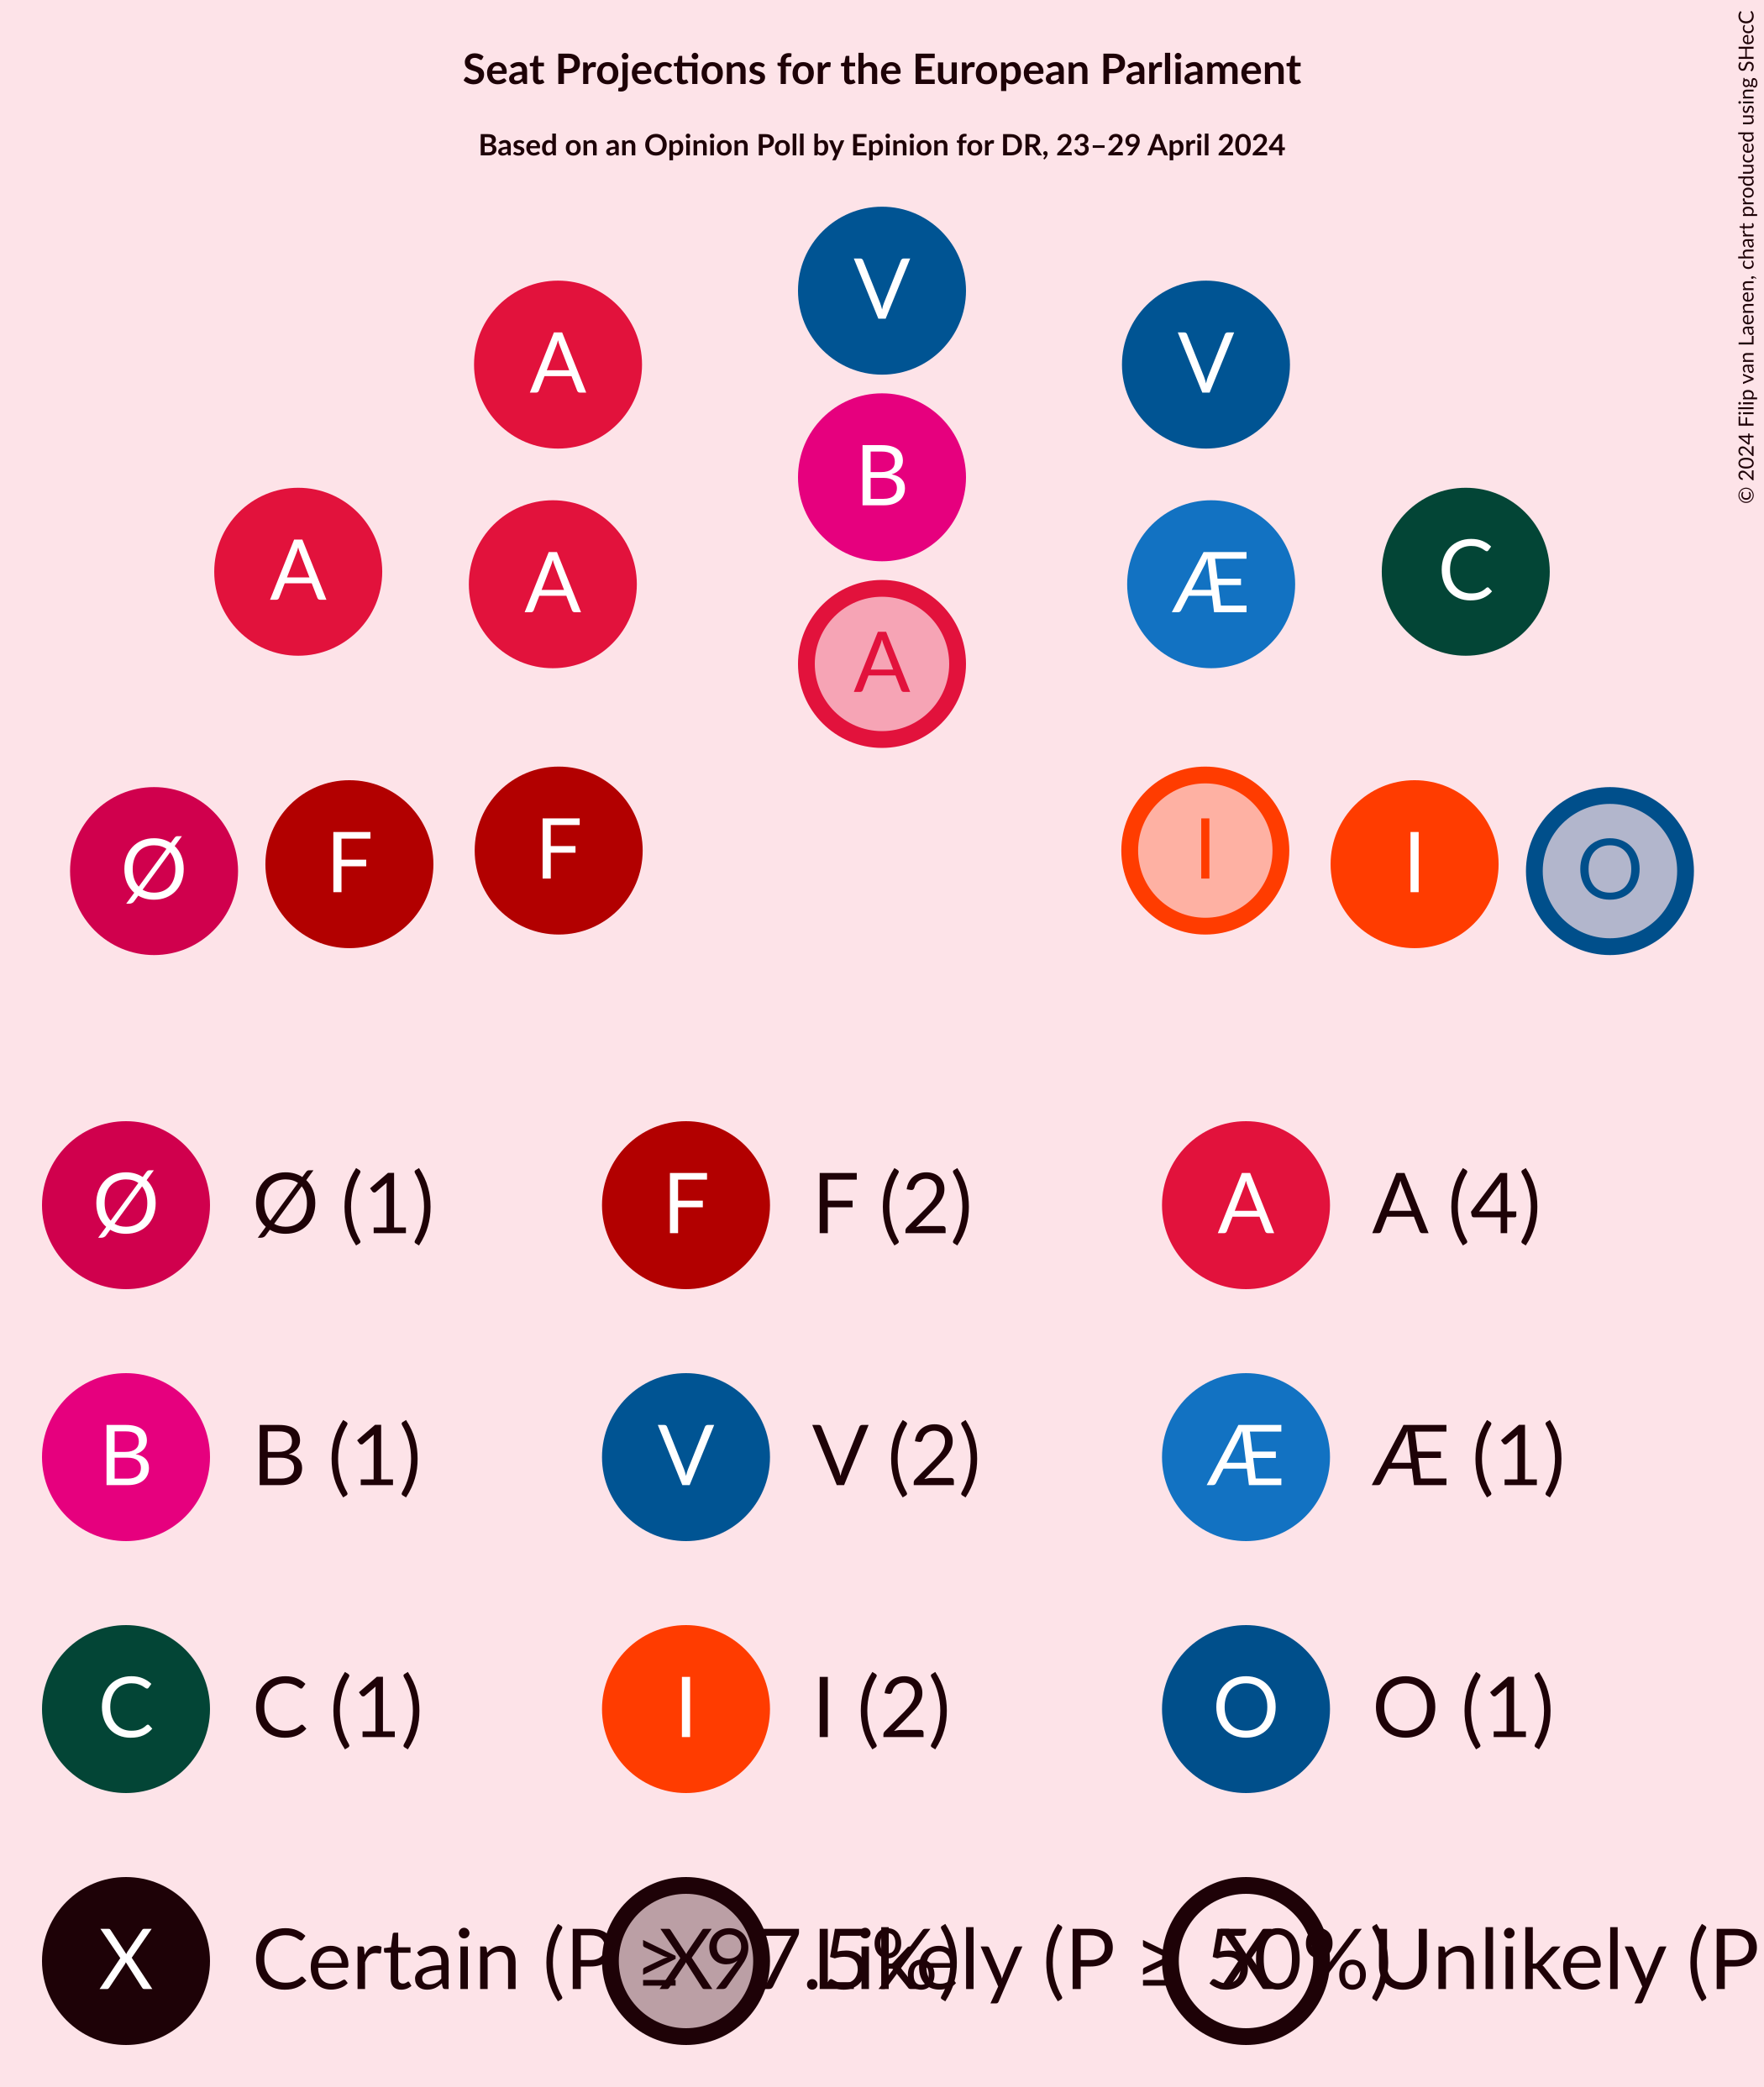 Seat Projections for the European Parliament
Based on an Opinion Poll by Epinion for DR, 23–29 April 2024
© 2024 Filip van Laenen, chart produced using SHecC
V
A
V
B
A
A
Æ
C
A
Ø
F
F
I
I
O
Ø Ø (1) F F (2) A A (4)
B B (1) V V (2) Æ Æ (1)
C C (1) I I (2) O O (1)
X Certain (P ≥ 97.5%) X Likely (P ≥ 50%) X Unlikely (P